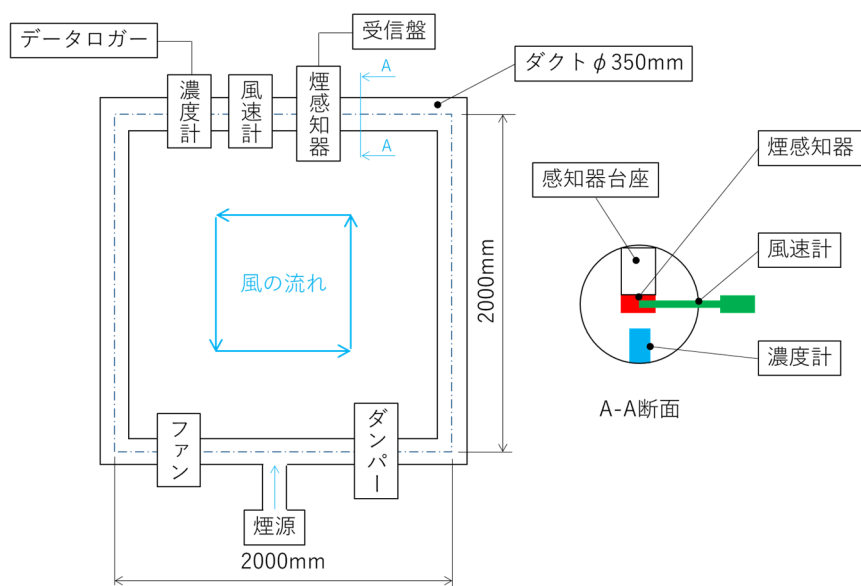 データロガー
受信盤
ダクトφ350mm
濃度計
風速計
煙感知器
A
A
煙感知器
感知器台座
風速計
風の流れ
2000mm
濃度計
A-A断面
ファン
ダンパー
煙源
2000mm